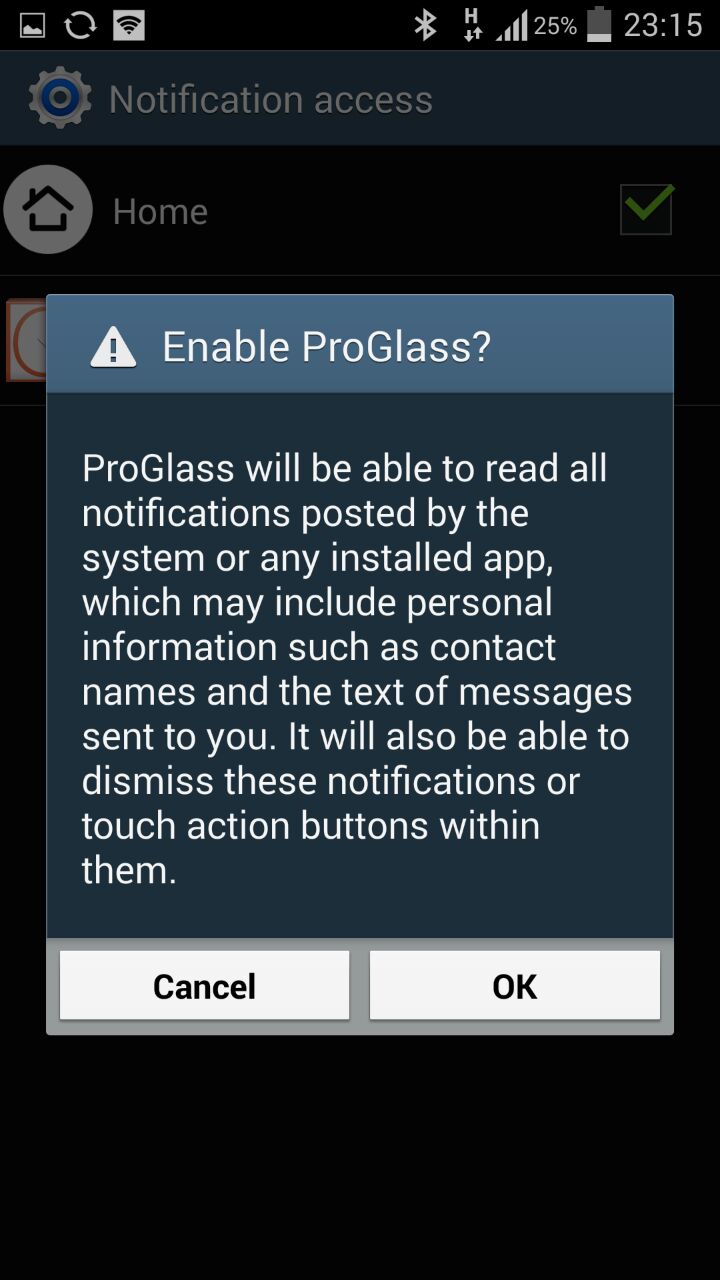 H 25% 23:15
Notification access
Home
Enable ProGlass?
ProGlass will be able to read all
notifications posted by the
system or any installed app,
which may include personal
information such as contact
names and the text of messages
sent to you. It will also be able to
dismiss these notifications or
touch action buttons within
them.
Cancel OK